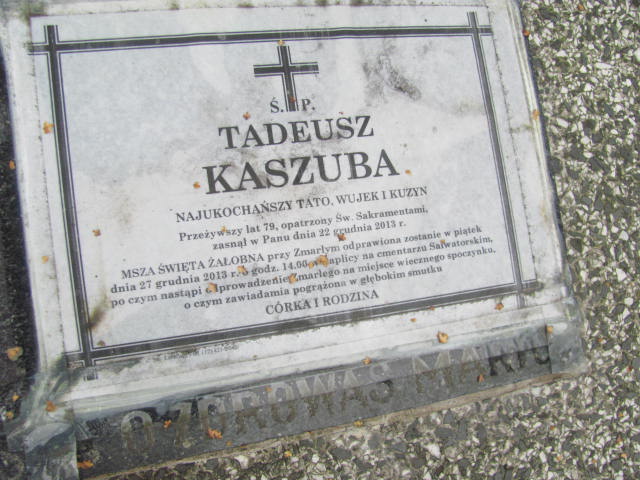 Ś. P.
TADEUSZ
KASZUBA
NAJUKOCHAŃSZY TATO, WUJEK I KUZYN
Przeżywszy lat 79, opatrzony Św. Sakramentami,
zasnął w Panu dnia 22 grudnia 2013 r.
MSZA ŚWIĘTA ŻAŁOBNA przy Zmarłym odprawiona zostanie w piątek
dnia 27 grudnia 2013 r. o godz. 14.00 w kaplicy na cmentarzu Salwatorskim,
po czym nastąpi odprowadzenie Zmarłego na miejsce wiecznego spoczynku,
o czym zawiadamia pogrążona w głębokim smutku
CÓRKA I RODZINA
OZDROWAŚ MARIO